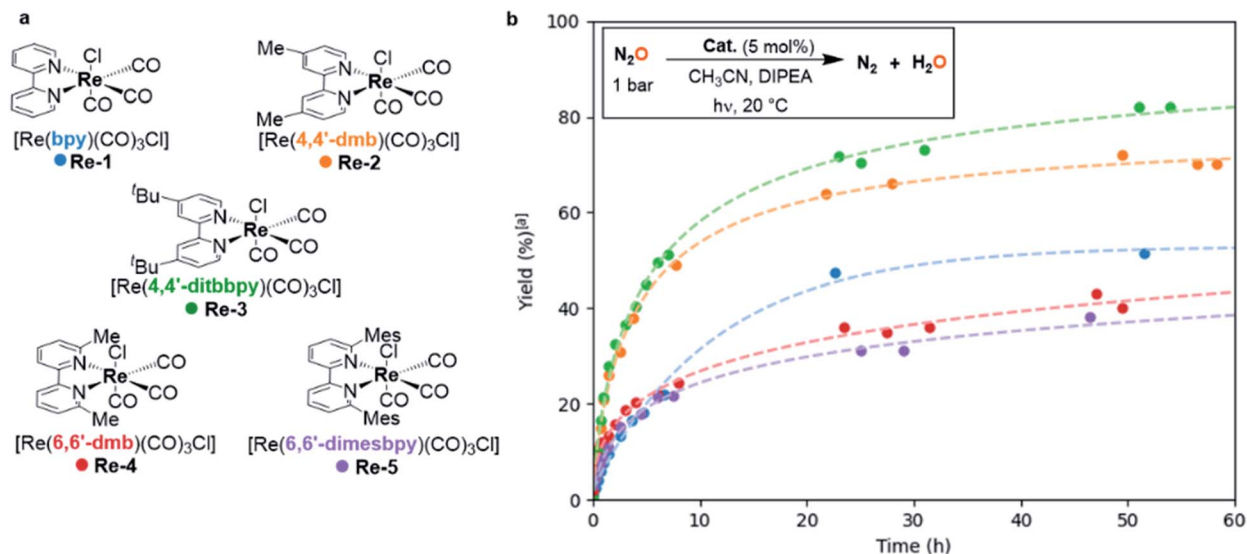 a
Cl
N
N
Re
CO
CO
CO
[Re(bpy)(CO)₃Cl]
Re-1
Me
Me
Cl
N
N
Re
CO
CO
CO
[Re(4,4'-dmb)(CO)₃Cl]
Re-2
ᵗBu
ᵗBu
Cl
N
N
Re
CO
CO
CO
[Re(4,4'-ditbbpy)(CO)₃Cl]
Re-3
Me
Me
Cl
N
N
Re
CO
CO
CO
[Re(6,6'-dmb)(CO)₃Cl]
Re-4
Mes
Mes
Cl
N
N
Re
CO
CO
CO
[Re(6,6'-dimesbpy)(CO)₃Cl]
Re-5
b
N₂O
1 bar
Cat. (5 mol%)
CH₃CN, DIPEA
hν, 20 °C
N₂ + H₂O
Yield (%)[a]
100
80
60
40
20
0
0 10 20 30 40 50 60
Time (h)